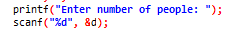 printf("Enter number of people: ");
scanf("%d", &d);